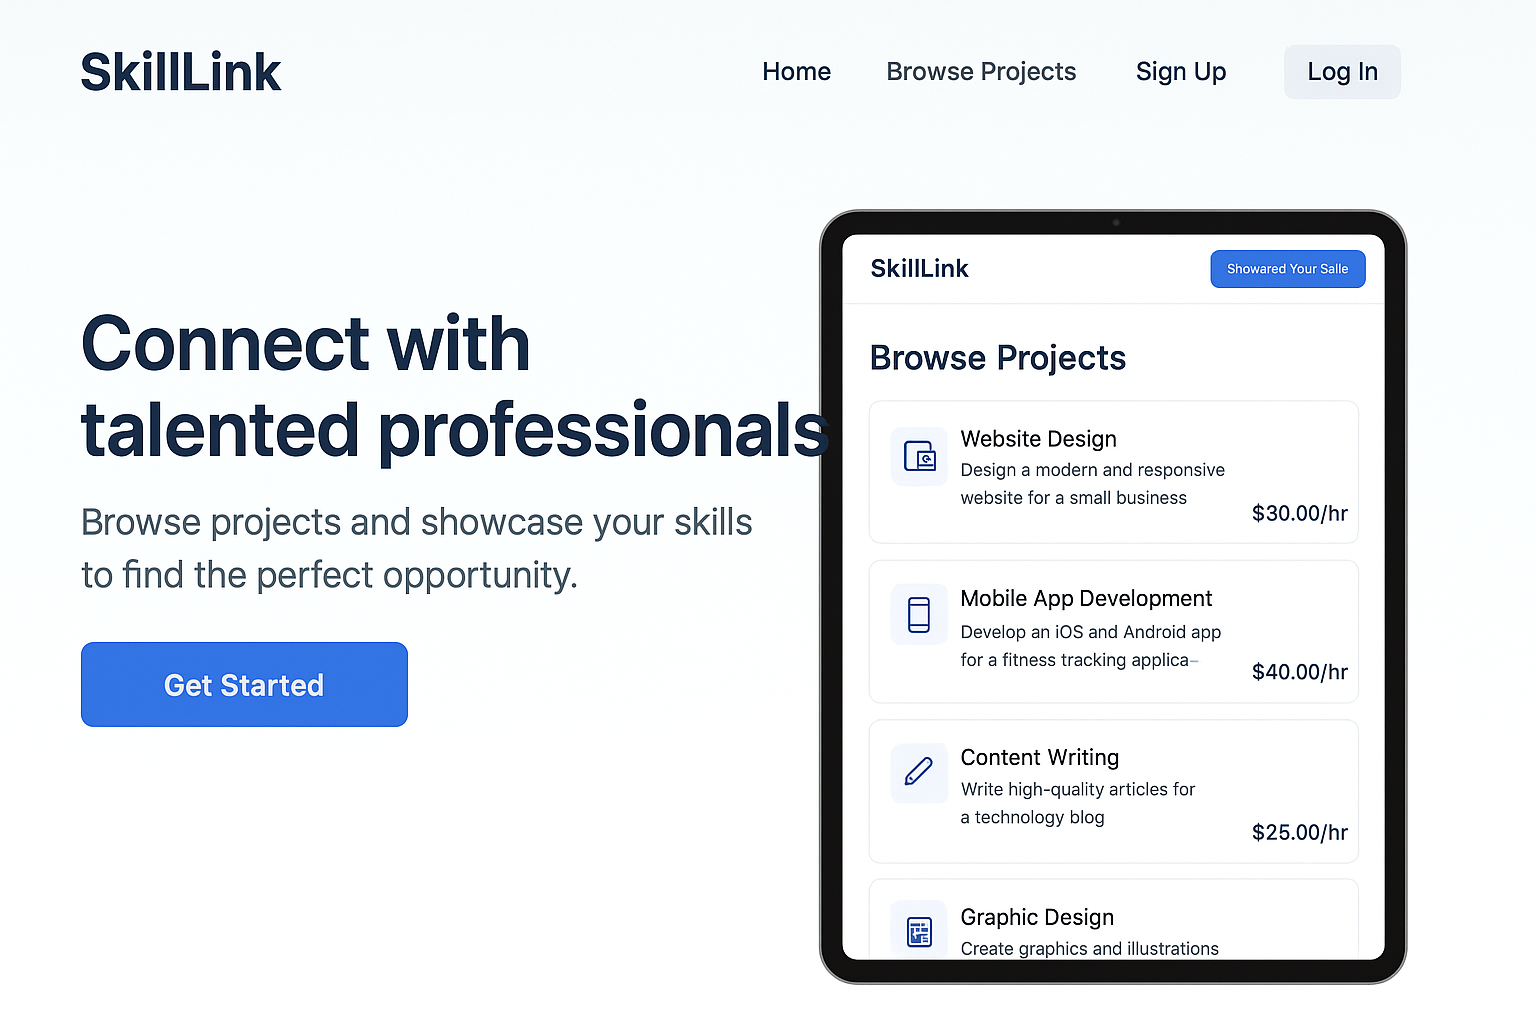 SkillLink
Home
Browse Projects
Sign Up
Log In
Connect with
talented professionals
Browse projects and showcase your skills
to find the perfect opportunity.
Get Started
SkillLink
Showared Your Salle
Browse Projects
Website Design
Design a modern and responsive
website for a small business
$30.00/hr
Mobile App Development
Develop an iOS and Android app
for a fitness tracking applica–
$40.00/hr
Content Writing
Write high-quality articles for
a technology blog
$25.00/hr
Graphic Design
Create graphics and illustrations